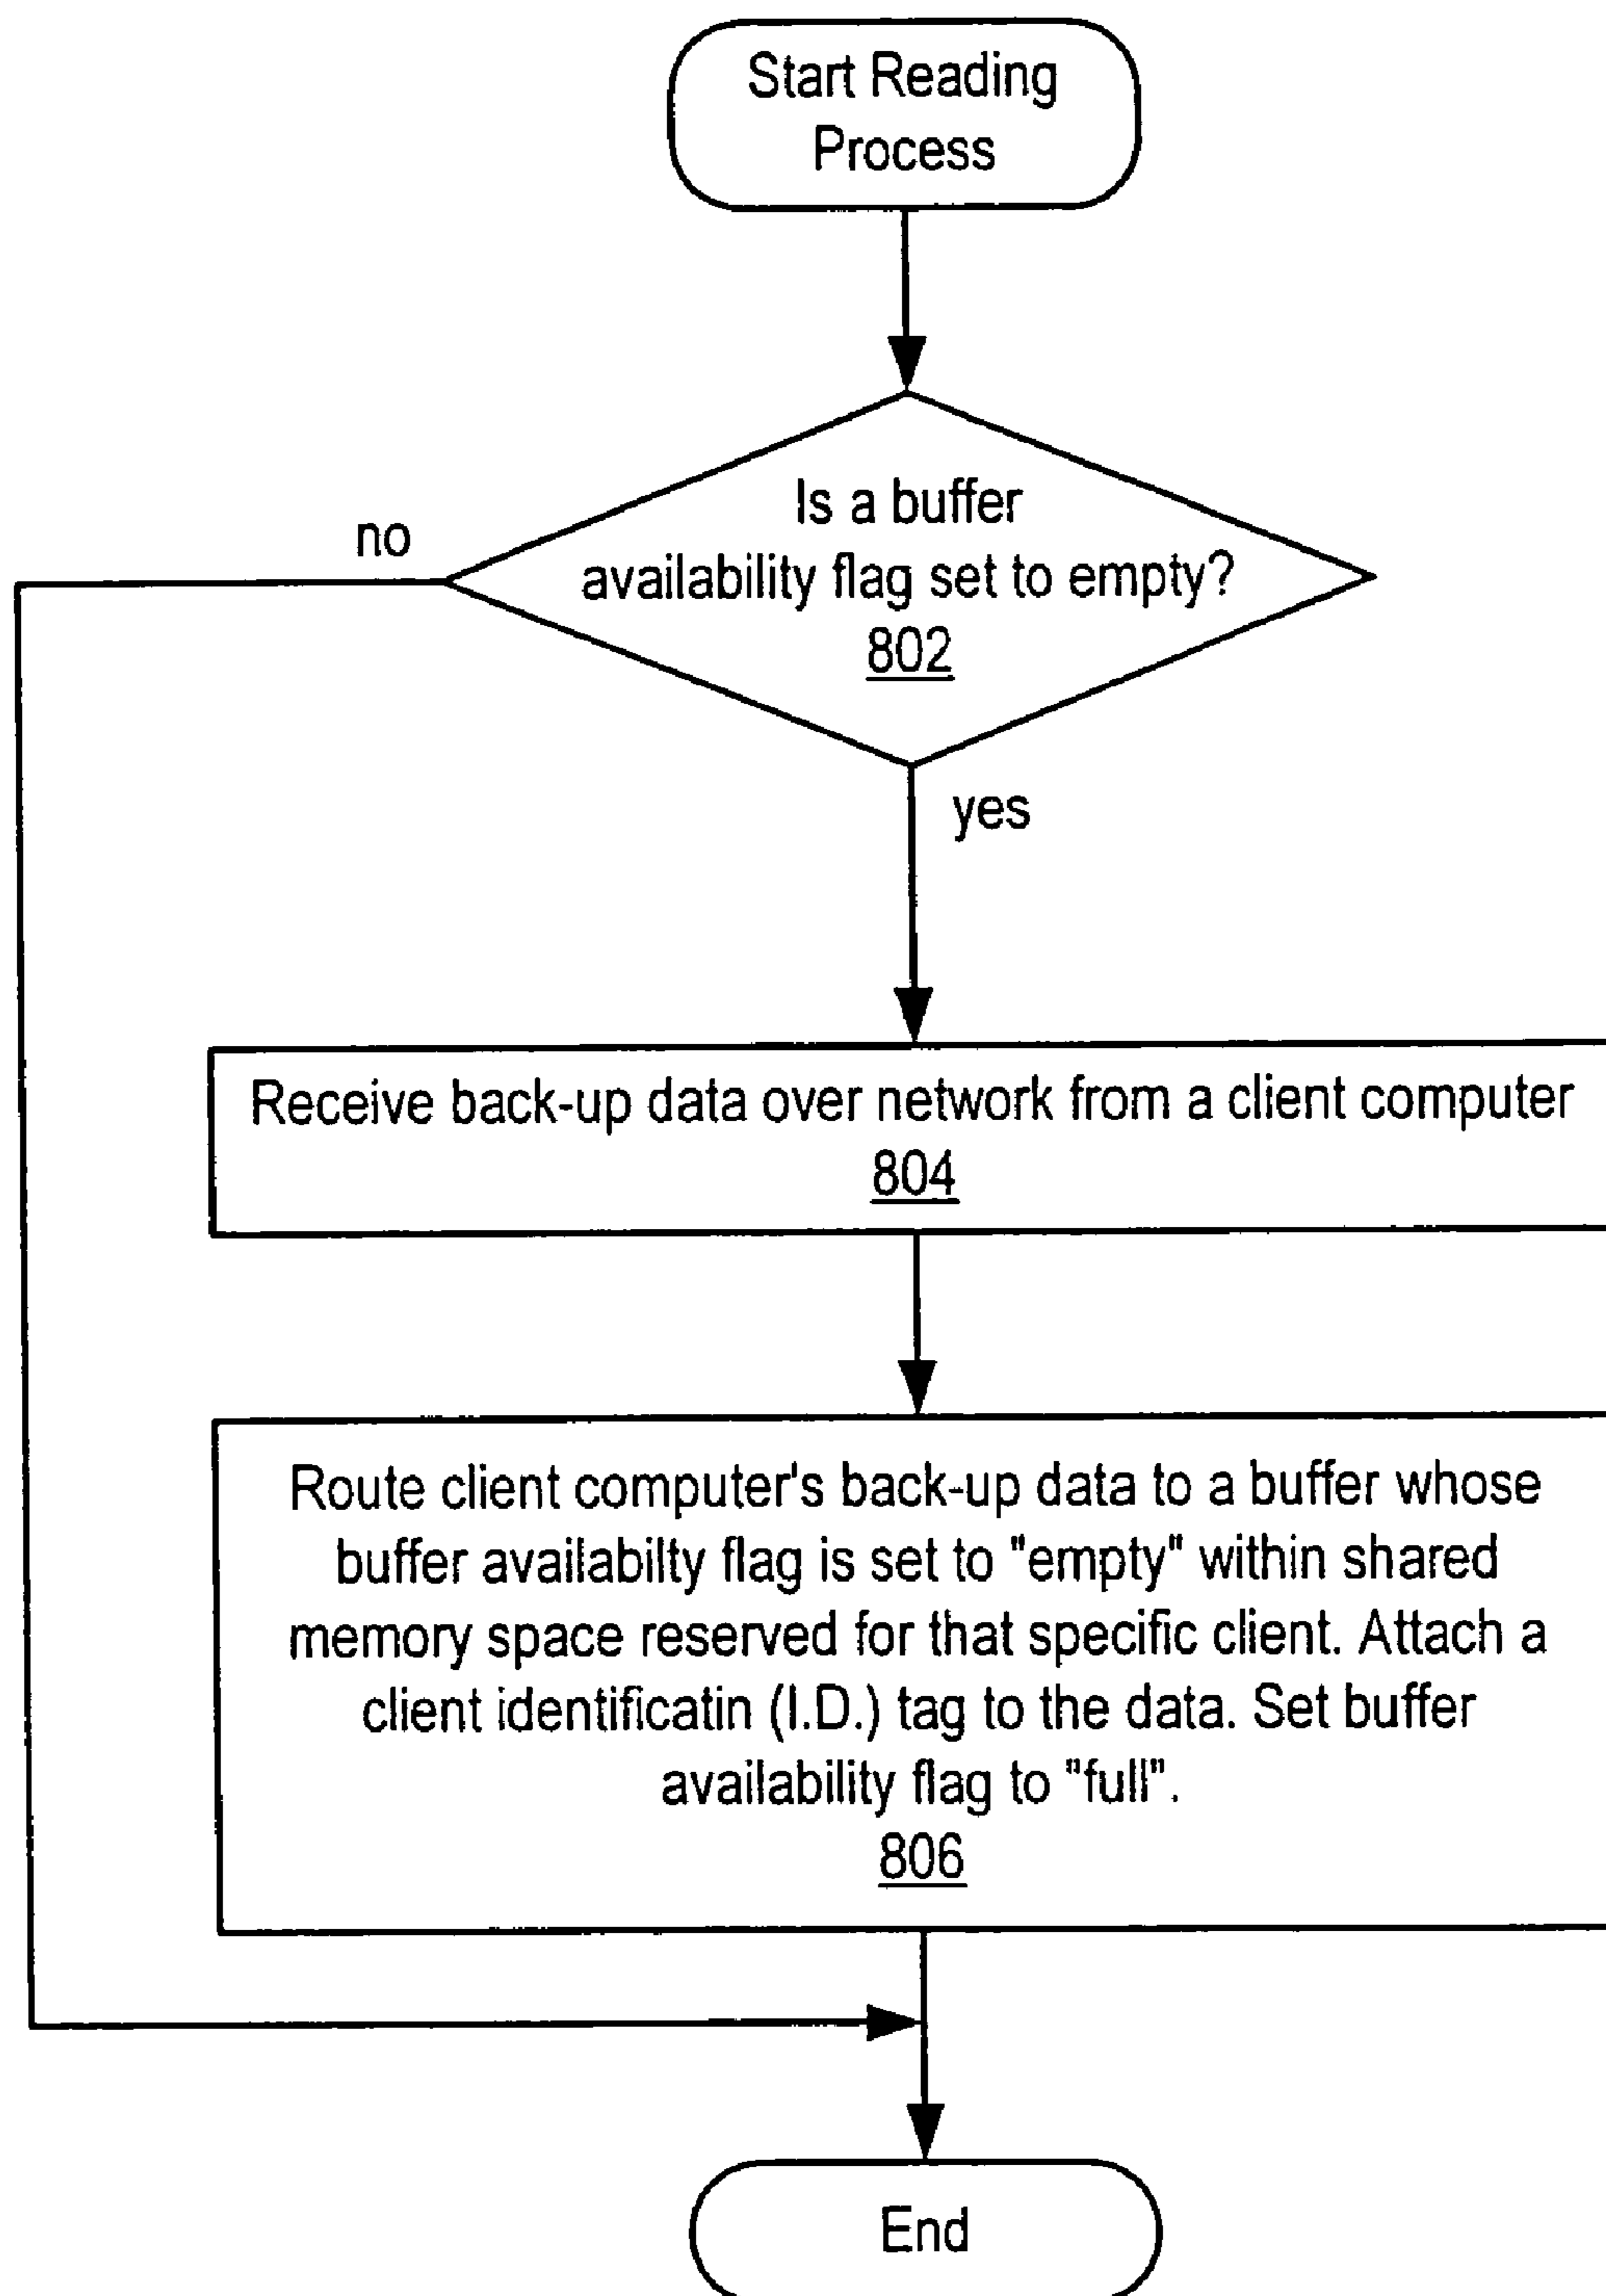 Start Reading
Process
Is a buffer
no
availability flag set to empty?
802
yes
Receive back-up data over network from a client computer
804
Route client computer's back-up data to a buffer whose
buffer availabilty flag is set to "empty" within shared
memory space reserved for that specific client. Attach a
client identificatin (I.D.) tag to the data. Set buffer
availability flag to "full".
806
End